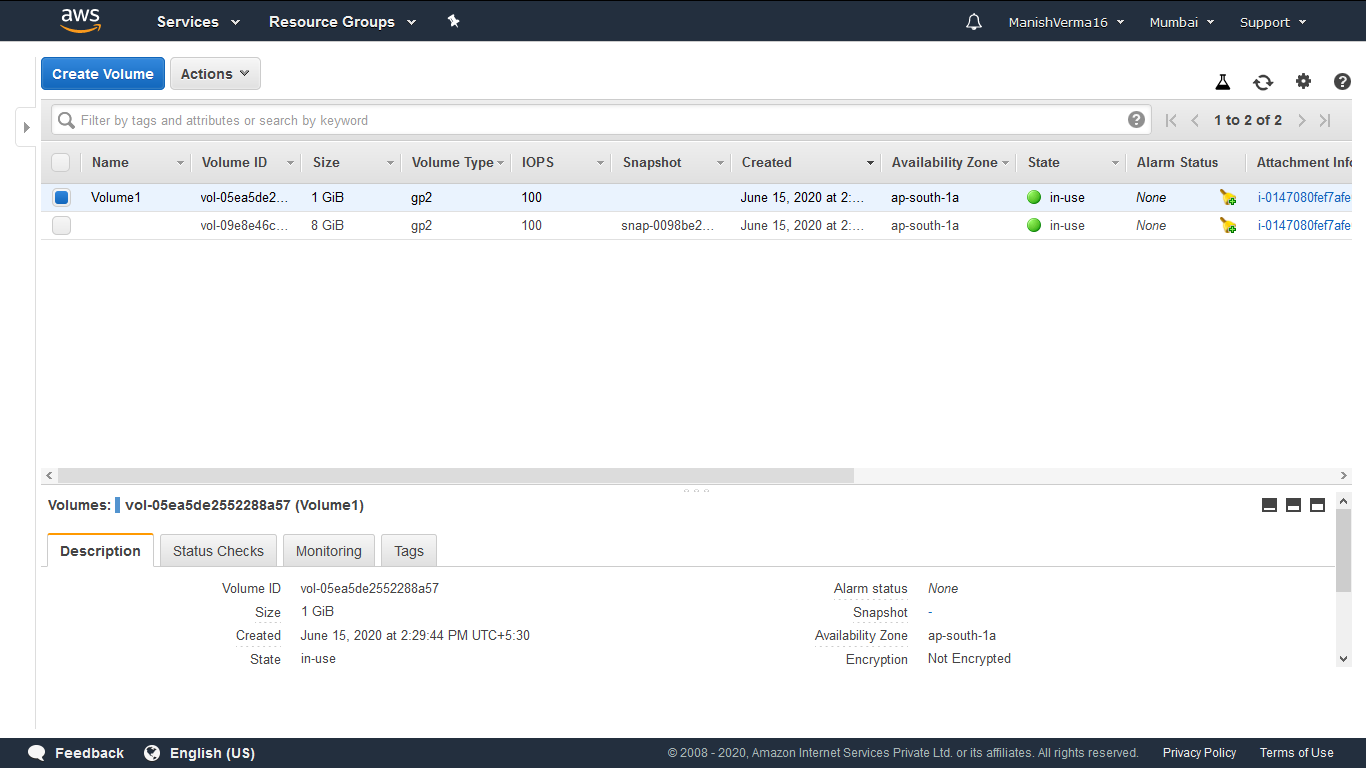 aws Services Resource Groups ManishVerma16 Mumbai Support
Create Volume Actions
Filter by tags and attributes or search by keyword 1 to 2 of 2
Name Volume ID Size Volume Type IOPS Snapshot Created Availability Zone State Alarm Status Attachment Info
Volume1 vol-05ea5de2... 1 GiB gp2 100 June 15, 2020 at 2:... ap-south-1a in-use None i-0147080fef7afe
vol-09e8e46c... 8 GiB gp2 100 snap-0098be2... June 15, 2020 at 2:... ap-south-1a in-use None i-0147080fef7afe
Volumes: vol-05ea5de2552288a57 (Volume1)
Description Status Checks Monitoring Tags
Volume ID vol-05ea5de2552288a57 Alarm status None
Size 1 GiB Snapshot -
Created June 15, 2020 at 2:29:44 PM UTC+5:30 Availability Zone ap-south-1a
State in-use Encryption Not Encrypted
Feedback English (US) © 2008 - 2020, Amazon Internet Services Private Ltd. or its affiliates. All rights reserved. Privacy Policy Terms of Use